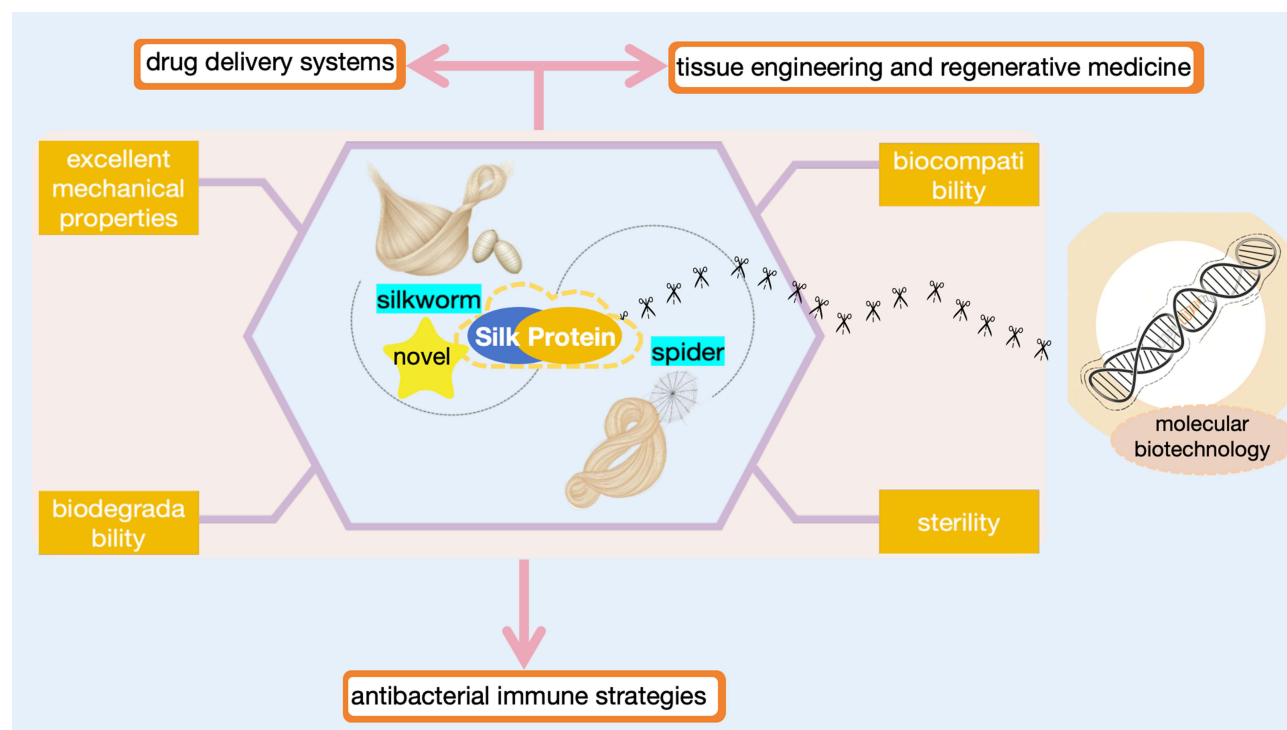 drug delivery systems
tissue engineering and regenerative medicine
excellent
mechanical
properties
biocompati
bility
silkworm
Silk Protein
novel
spider
molecular
biotechnology
biodegrada
bility
sterility
antibacterial immune strategies